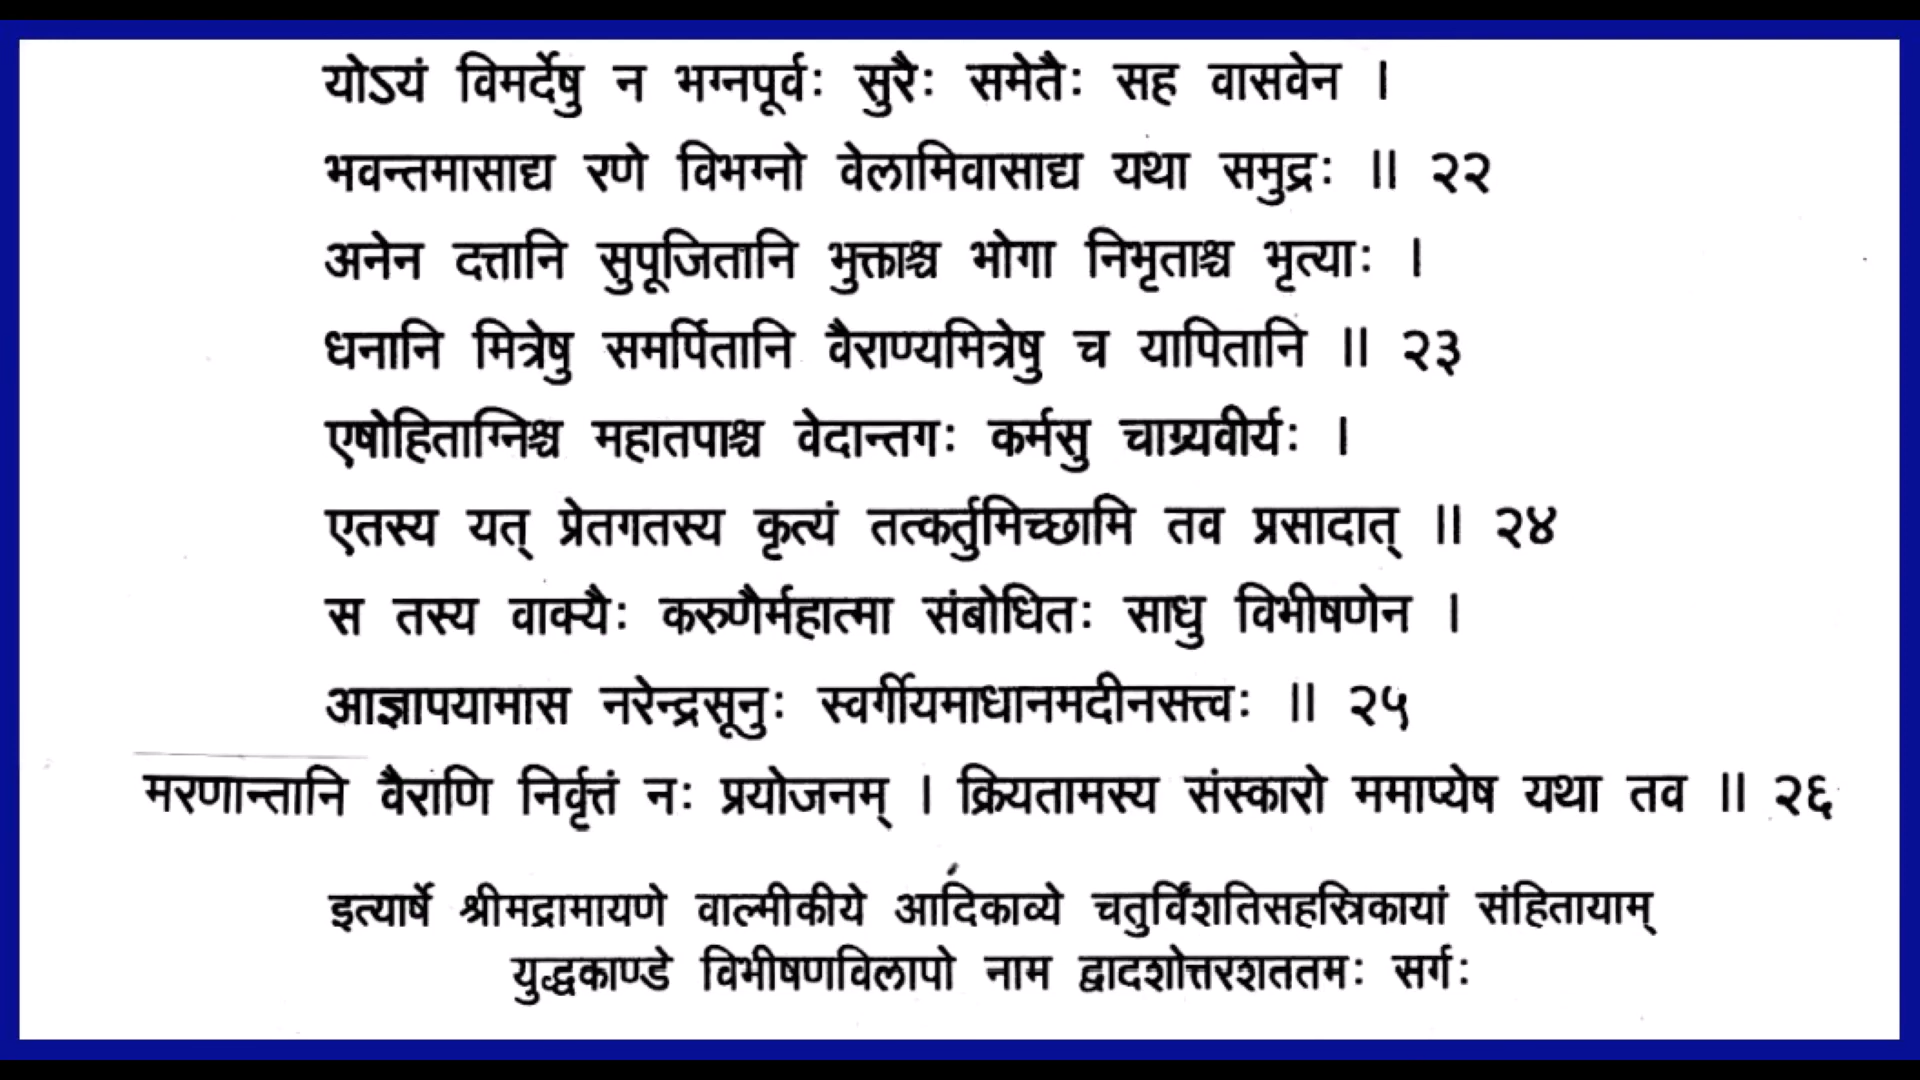 योऽयं विमर्देषु न भग्नपूर्वः सुरैः समेतैः सह वासवेन ।
भवन्तमासाद्य रणे विभग्नो वेलामिवासाद्य यथा समुद्रः ॥ २२
अनेन दत्तानि सुपूजितानि भुक्ताश्च भोगा निभृताश्च भृत्याः ।
धनानि मित्रेषु समर्पितानि वैराण्यमित्रेषु च यापितानि ॥ २३
एषोहिताग्निश्च महातपाश्च वेदान्तगः कर्मसु चाग्र्यवीर्यः ।
एतस्य यत् प्रेतगतस्य कृत्यं तत्कर्तुमिच्छामि तव प्रसादात् ॥ २४
स तस्य वाक्यैः करुणैर्महात्मा संबोधितः साधु विभीषणेन ।
आज्ञापयामास नरेन्द्रसूनुः स्वर्गीयमाधानमदीनसत्त्वः ॥ २५
मरणान्तानि वैराणि निर्वृत्तं नः प्रयोजनम् । क्रियतामस्य संस्कारो ममाप्येष यथा तव ॥ २६
इत्यार्षे श्रीमद्रामायणे वाल्मीकीये आदिकाव्ये चतुर्विंशतिसहस्रिकायां संहितायाम्
युद्धकाण्डे विभीषणविलापो नाम द्वादशोत्तरशततमः सर्गः